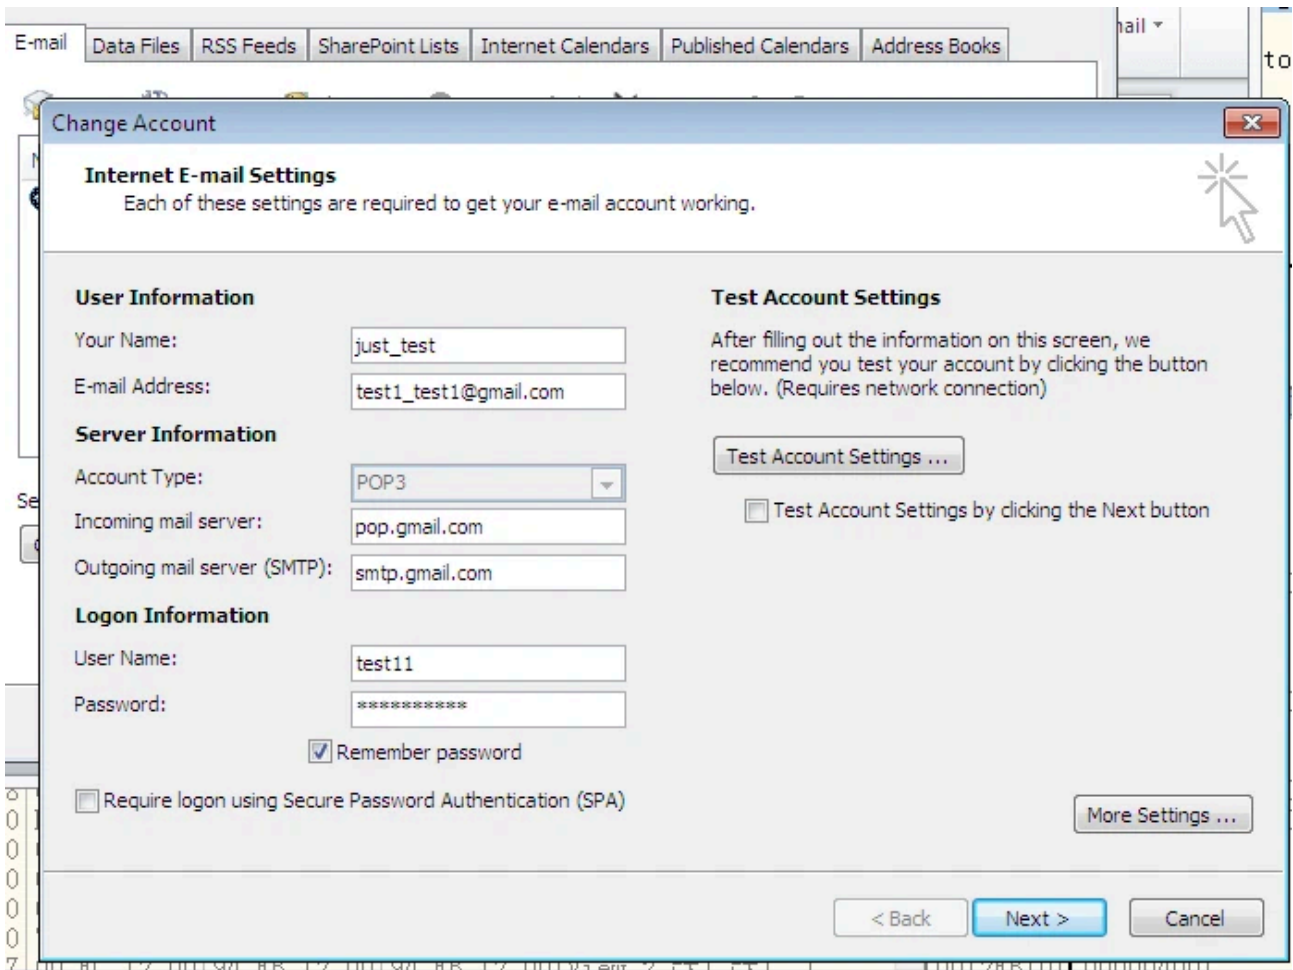 E-mail Data Files RSS Feeds SharePoint Lists Internet Calendars Published Calendars Address Books
to
Change Account
Internet E-mail Settings
Each of these settings are required to get your e-mail account working.
User Information
Your Name: just_test
E-mail Address: test1_test1@gmail.com
Server Information
Account Type: POP3
Incoming mail server: pop.gmail.com
Outgoing mail server (SMTP): smtp.gmail.com
Logon Information
User Name: test11
Password: **********
Remember password
Require logon using Secure Password Authentication (SPA)
Test Account Settings
After filling out the information on this screen, we
recommend you test your account by clicking the button
below. (Requires network connection)
Test Account Settings ...
Test Account Settings by clicking the Next button
More Settings ...
< Back Next > Cancel